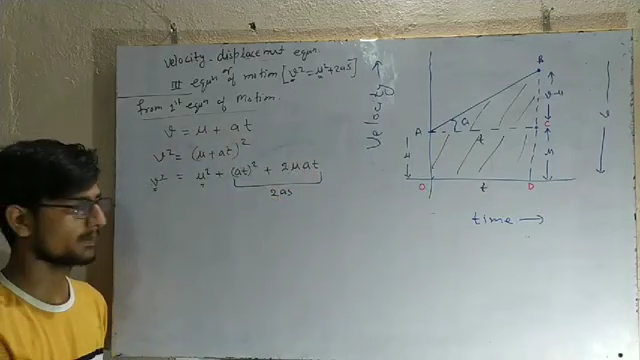 velocity-displacement eqn.
or
III eqn of motion [v²=u²+2as]
from 1st eqn of motion
v = u + at
v² = (u+at)²
v² = u² + (at)² + 2uat
2as
velocity →
A
B
C
O
D
a
t
t
u
v-u
u
v
time →